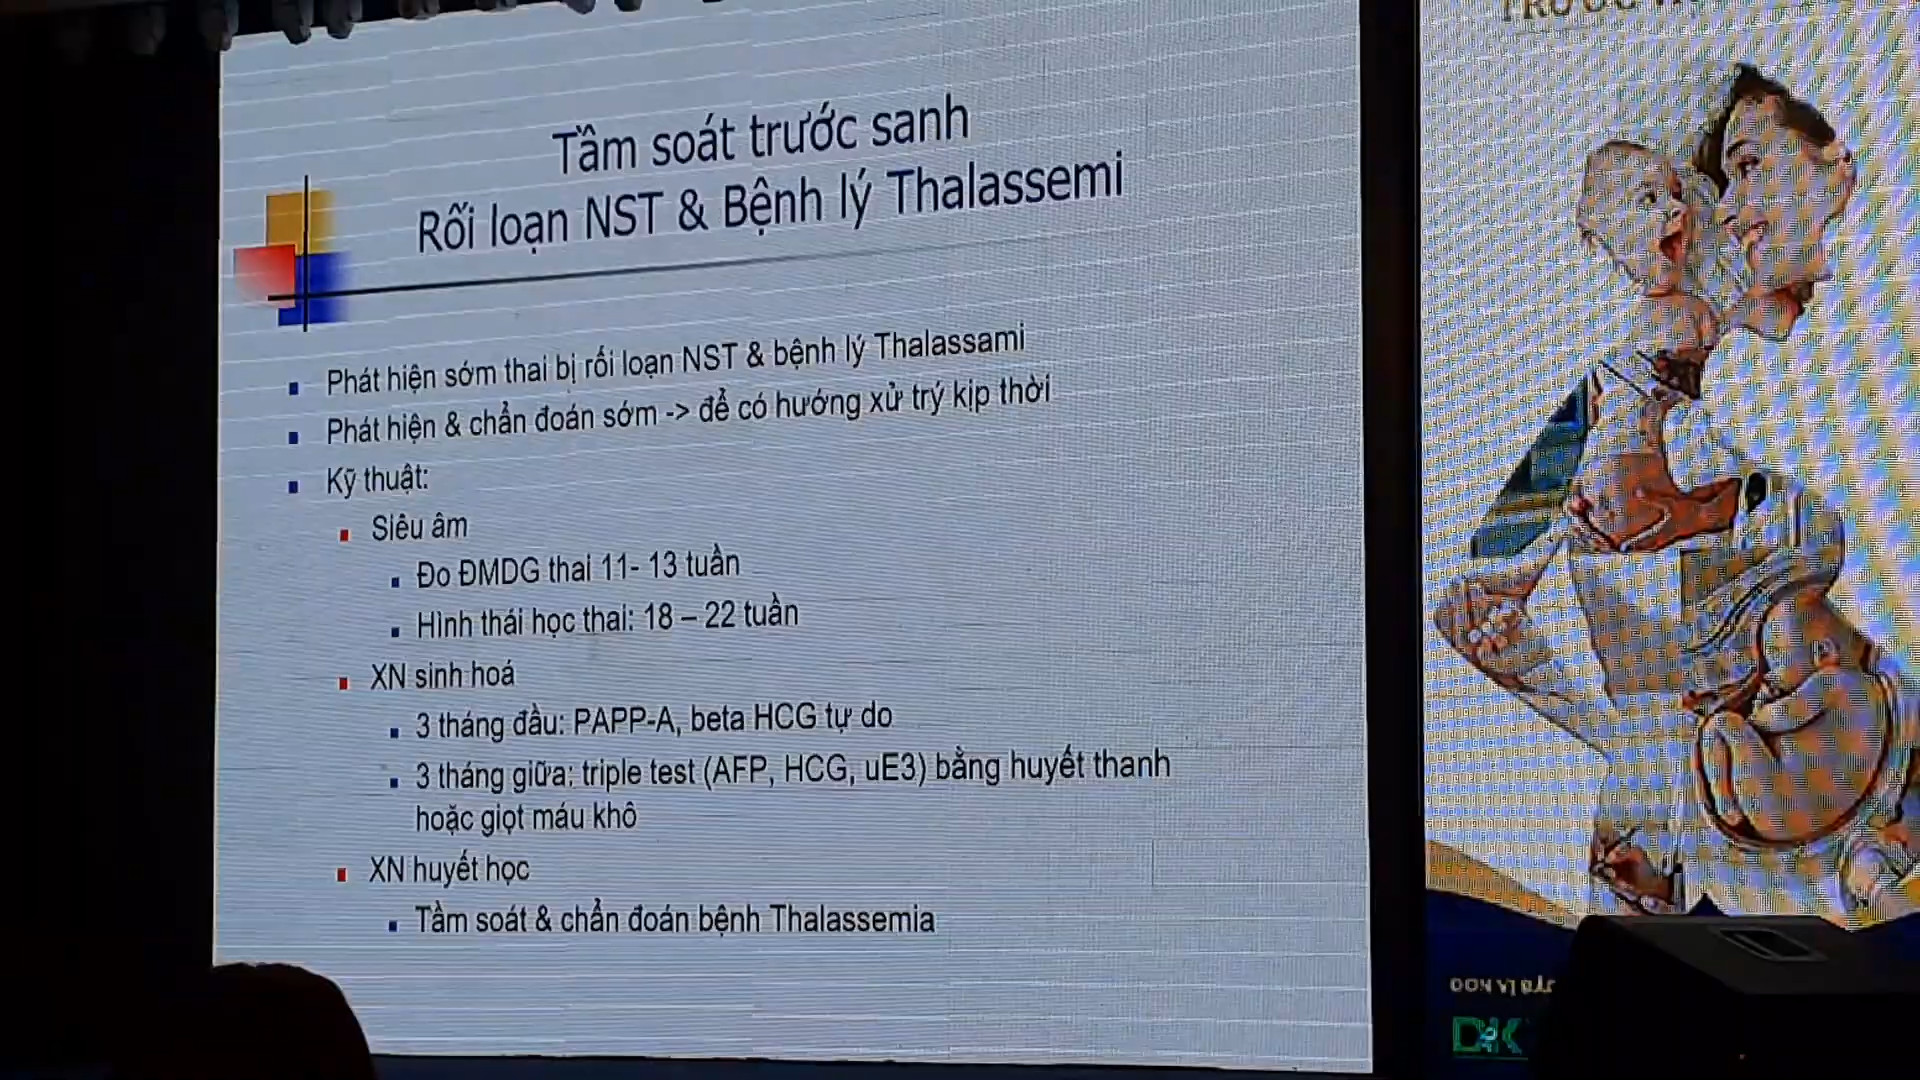 Tầm soát trước sanh
Rối loạn NST & Bệnh lý Thalassemi
Phát hiện sớm thai bị rối loạn NST & bệnh lý Thalassami
Phát hiện & chẩn đoán sớm -> để có hướng xử trý kịp thời
Kỹ thuật:
Siêu âm
Đo ĐMDG thai 11- 13 tuần
Hình thái học thai: 18 – 22 tuần
XN sinh hoá
3 tháng đầu: PAPP-A, beta HCG tự do
3 tháng giữa: triple test (AFP, HCG, uE3) bằng huyết thanh
hoặc giọt máu khô
XN huyết học
Tầm soát & chẩn đoán bệnh Thalassemia